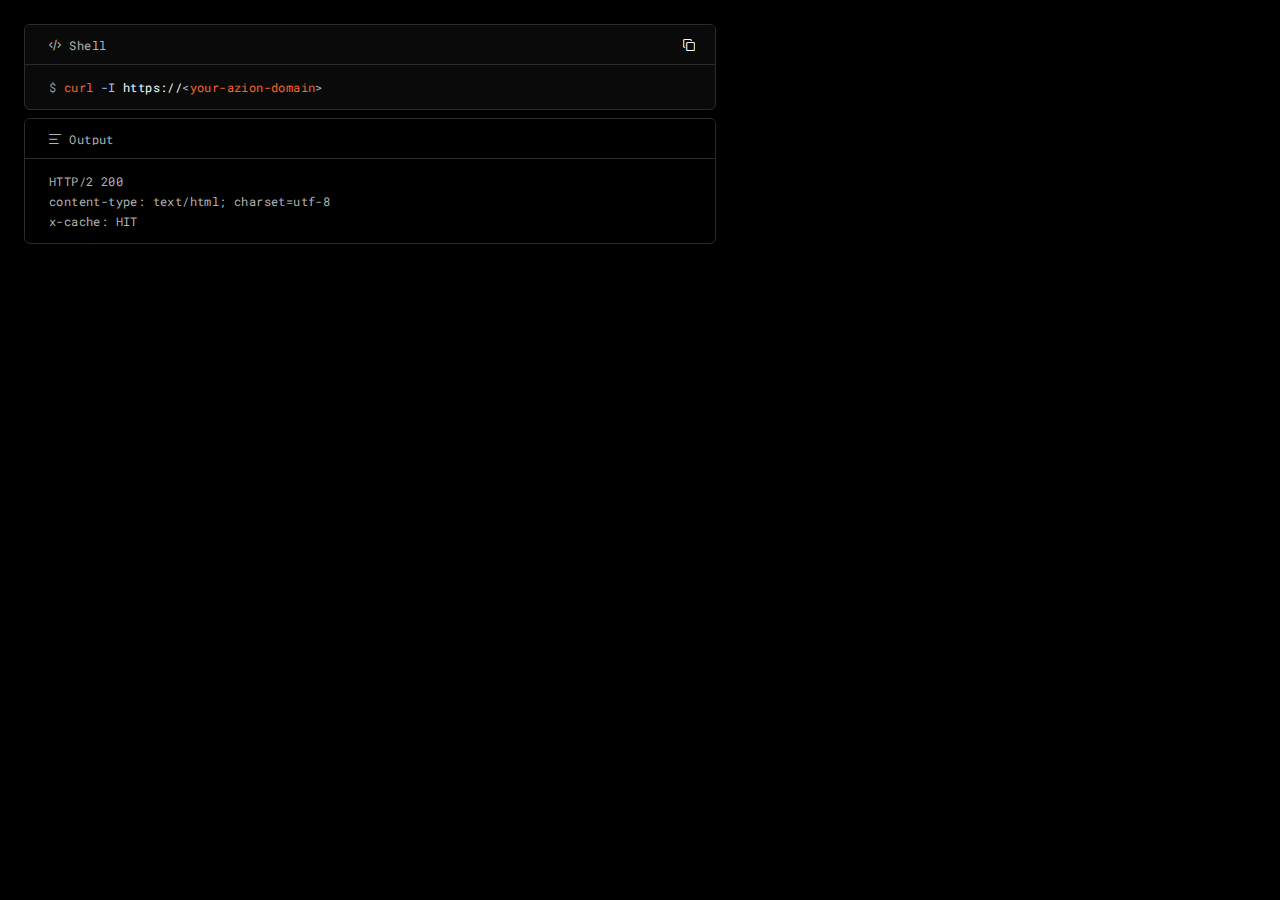 Shell
$ curl -I https://<your-azion-domain>
Output
HTTP/2 200
content-type: text/html; charset=utf-8
x-cache: HIT